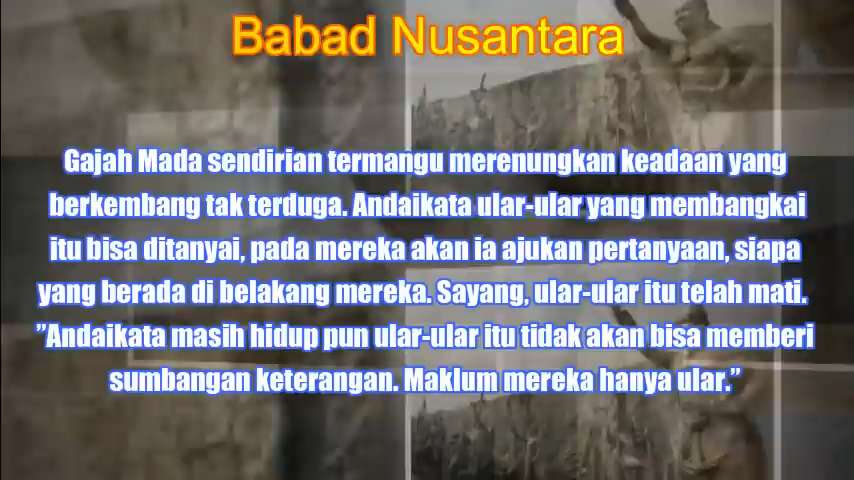 Babad Nusantara
Gajah Mada sendirian termangu merenungkan keadaan yang
berkembang tak terduga. Andaikata ular-ular yang membangkai
itu bisa ditanyai, pada mereka akan ia ajukan pertanyaan, siapa
yang berada di belakang mereka. Sayang, ular-ular itu telah mati.
”Andaikata masih hidup pun ular-ular itu tidak akan bisa memberi
sumbangan keterangan. Maklum mereka hanya ular.”